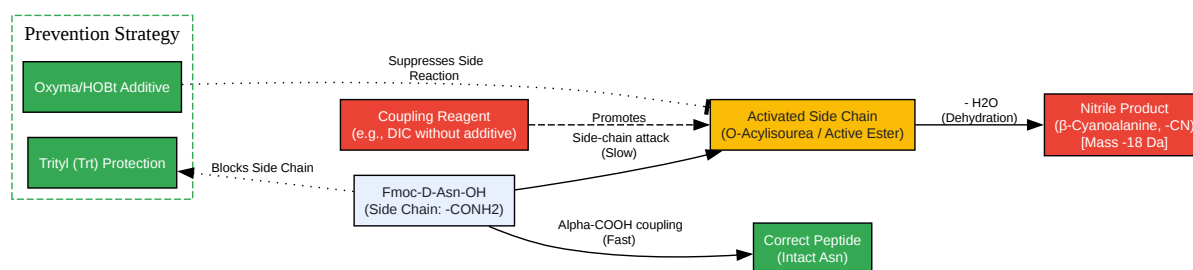 Prevention Strategy
Oxyma/HOBt Additive
Trityl (Trt) Protection
Suppresses Side
Reaction
Blocks Side Chain
Coupling Reagent
(e.g., DIC without additive)
Promotes
Side-chain attack
(Slow)
Fmoc-D-Asn-OH
(Side Chain: -CONH2)
Alpha-COOH coupling
(Fast)
Activated Side Chain
(O-Acylisourea / Active Ester)
- H2O
(Dehydration)
Nitrile Product
(β-Cyanoalanine, -CN)
[Mass -18 Da]
Correct Peptide
(Intact Asn)